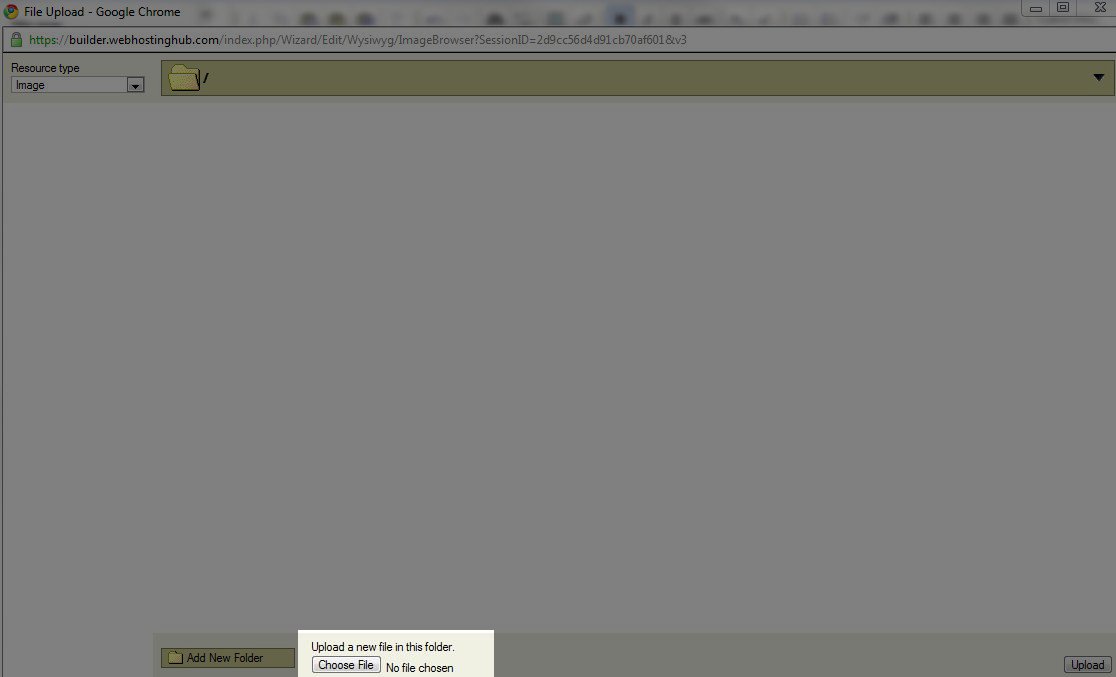 File Upload - Google Chrome
https://builder.webhostinghub.com/index.php/Wizard/Edit/Wysiwyg/ImageBrowser?SessionID=2d9cc56d4d91cb70af601&v3
Resource type
Image
/
Add New Folder
Upload a new file in this folder.
Choose File No file chosen
Upload